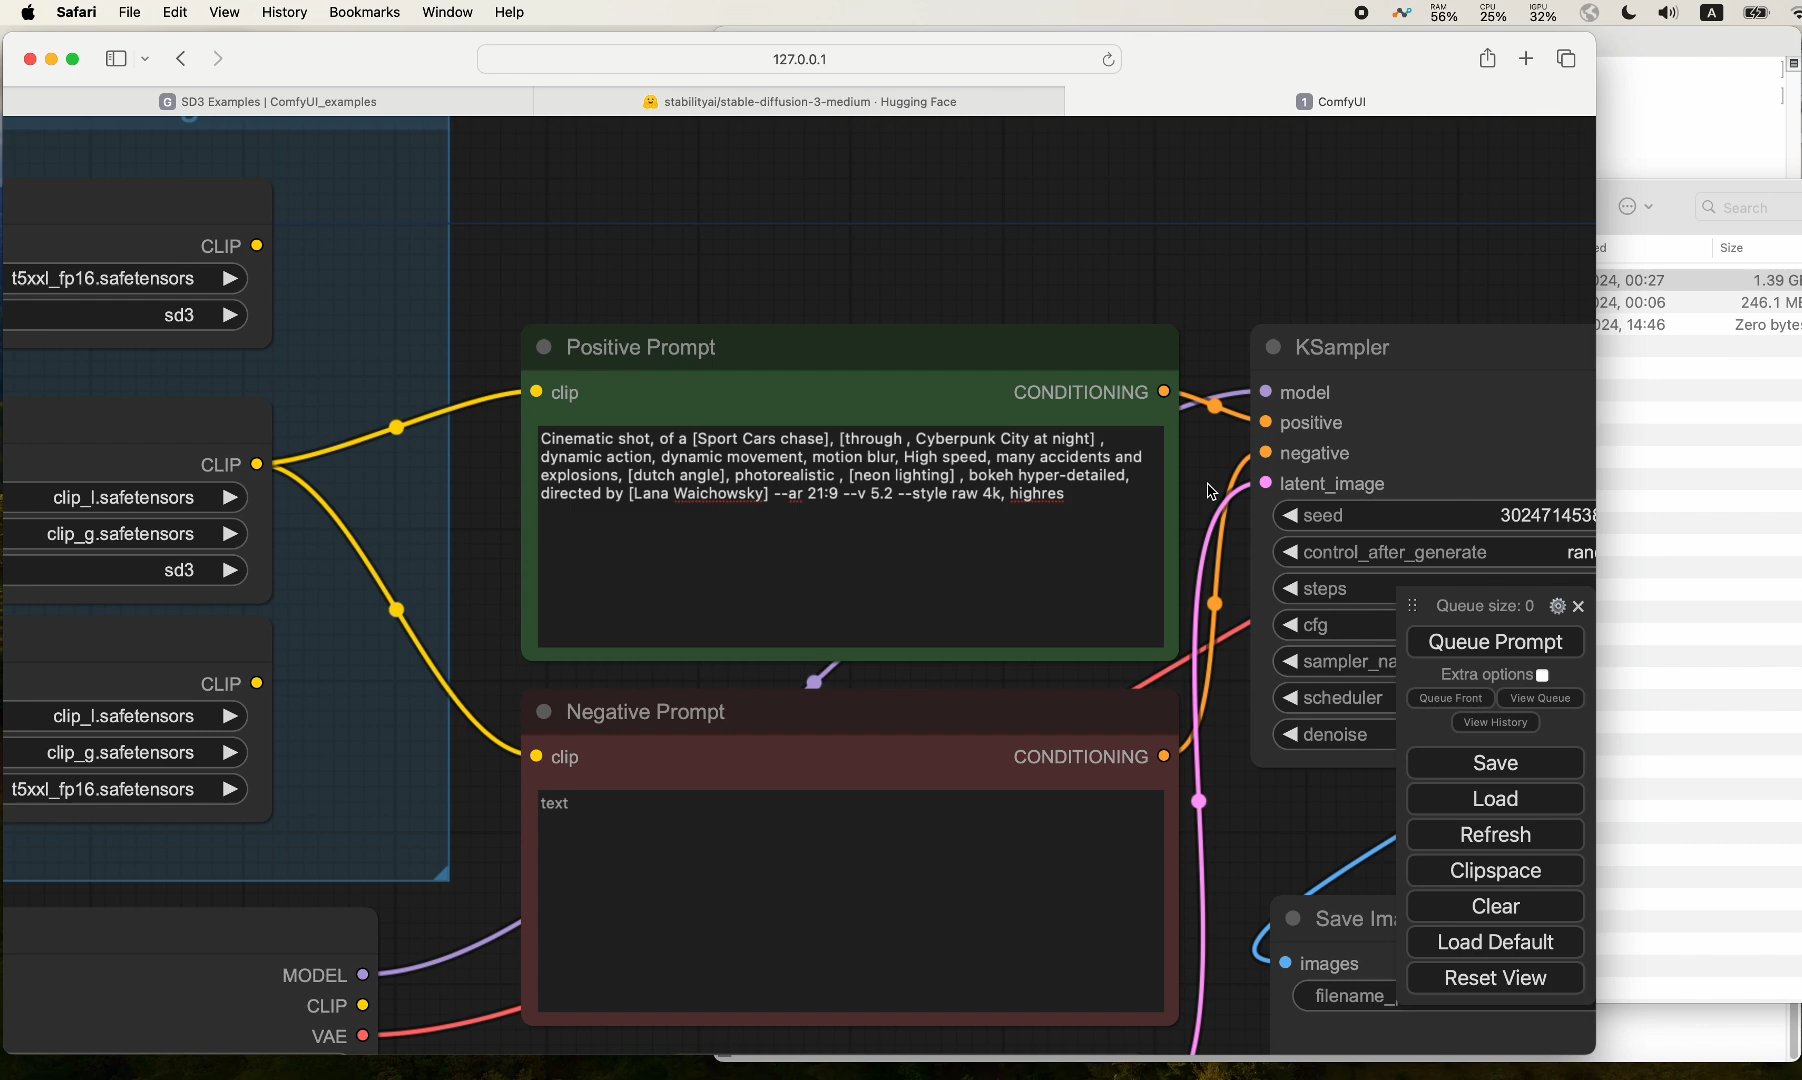 Safari File Edit View History Bookmarks Window Help
RAM 56% CPU 25% IGPU 32% A
127.0.0.1
G SD3 Examples | ComfyUI_examples
stabilityai/stable-diffusion-3-medium · Hugging Face
1 ComfyUI
CLIP
t5xxl_fp16.safetensors
sd3
CLIP
clip_l.safetensors
clip_g.safetensors
sd3
CLIP
clip_l.safetensors
clip_g.safetensors
t5xxl_fp16.safetensors
MODEL
CLIP
VAE
Positive Prompt
clip CONDITIONING
Cinematic shot, of a [Sport Cars chase], [through , Cyberpunk City at night] ,
dynamic action, dynamic movement, motion blur, High speed, many accidents and
explosions, [dutch angle], photorealistic , [neon lighting] , bokeh hyper-detailed,
directed by [Lana Waichowsky] --ar 21:9 --v 5.2 --style raw 4k, highres
Negative Prompt
clip CONDITIONING
text
KSampler
model
positive
negative
latent_image
seed 3024714538
control_after_generate ran
steps
cfg
sampler_na
scheduler
denoise
Queue size: 0
Queue Prompt
Extra options
Queue Front View Queue
View History
Save
Load
Refresh
Clipspace
Clear
Load Default
Reset View
Save Im
images
filename_
Search
ed Size
024, 00:27 1.39 G
024, 00:06 246.1 M
024, 14:46 Zero byte